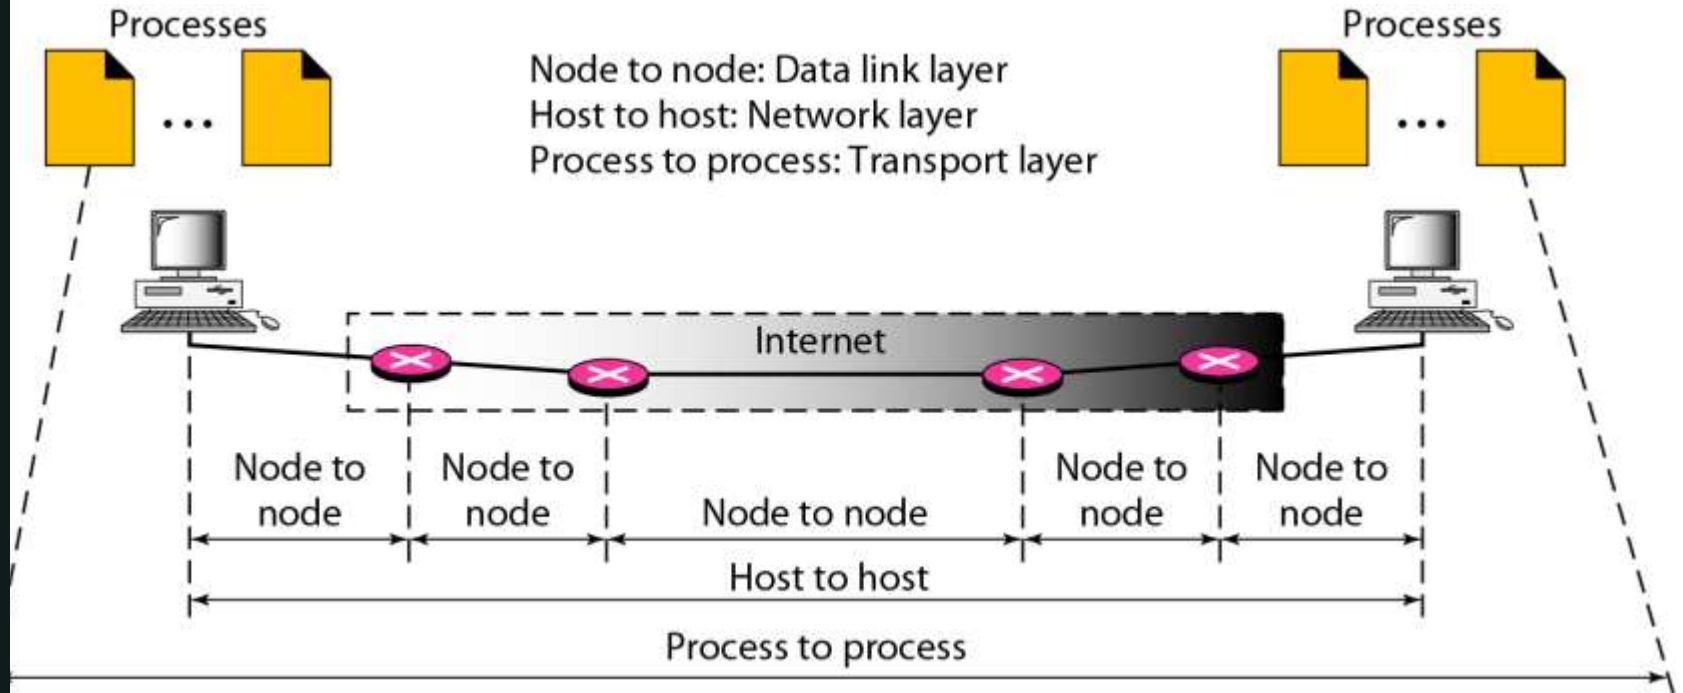 Processes
Processes
Node to node: Data link layer
Host to host: Network layer
Process to process: Transport layer
Internet
Node to
node
Node to
node
Node to node
Node to
node
Node to
node
Host to host
Process to process